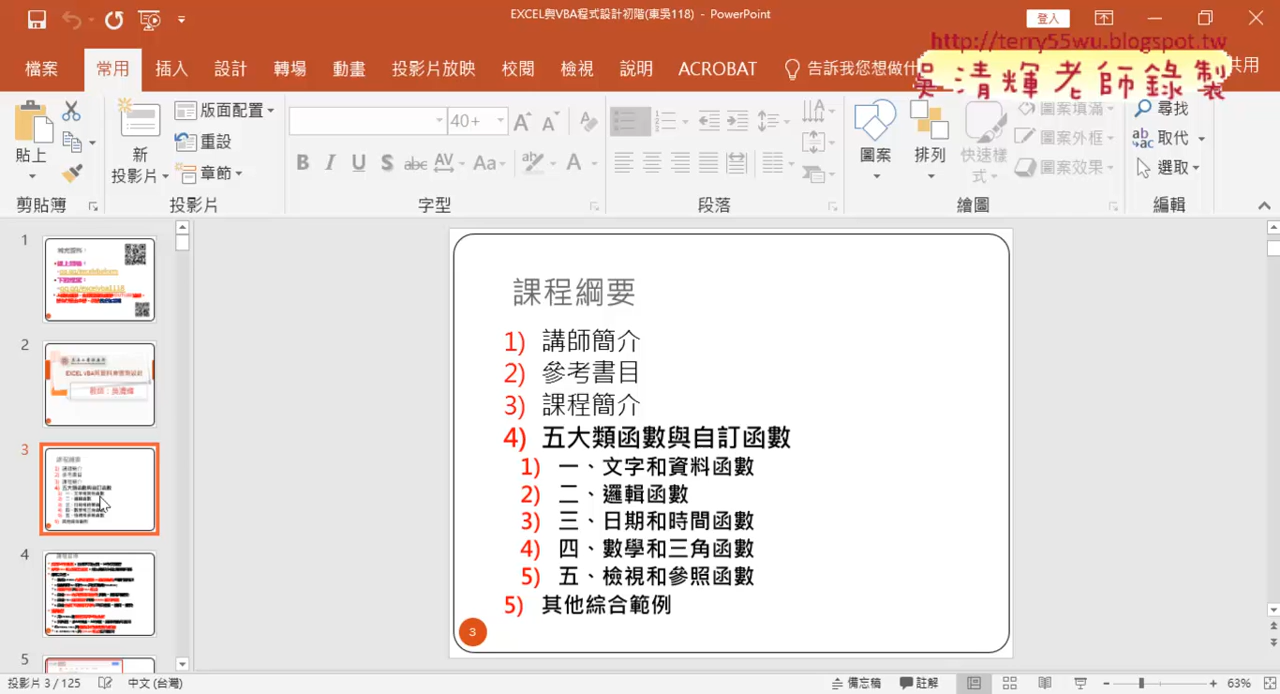 EXCEL與VBA程式設計初階(東吳118) - PowerPoint
登入
http://terry55wu.blogspot.tw
吳清輝老師錄製
檔案 常用 插入 設計 轉場 動畫 投影片放映 校閱 檢視 說明 ACROBAT 告訴我您想做什 共用
貼上
新
投影片
版面配置
重設
章節
40+
B I U S abc AV Aa A
圖案
排列
快速樣
式
圖案填滿
圖案外框
圖案效果
尋找
取代
選取
剪貼簿 投影片 字型 段落 繪圖 編輯
1
2
3
4
5
課程綱要
1) 講師簡介
2) 參考書目
3) 課程簡介
4) 五大類函數與自訂函數
1) 一、文字和資料函數
2) 二、邏輯函數
3) 三、日期和時間函數
4) 四、數學和三角函數
5) 五、檢視和參照函數
5) 其他綜合範例
3
投影片 3 / 125 中文 (台灣) 備忘稿 註解 63%